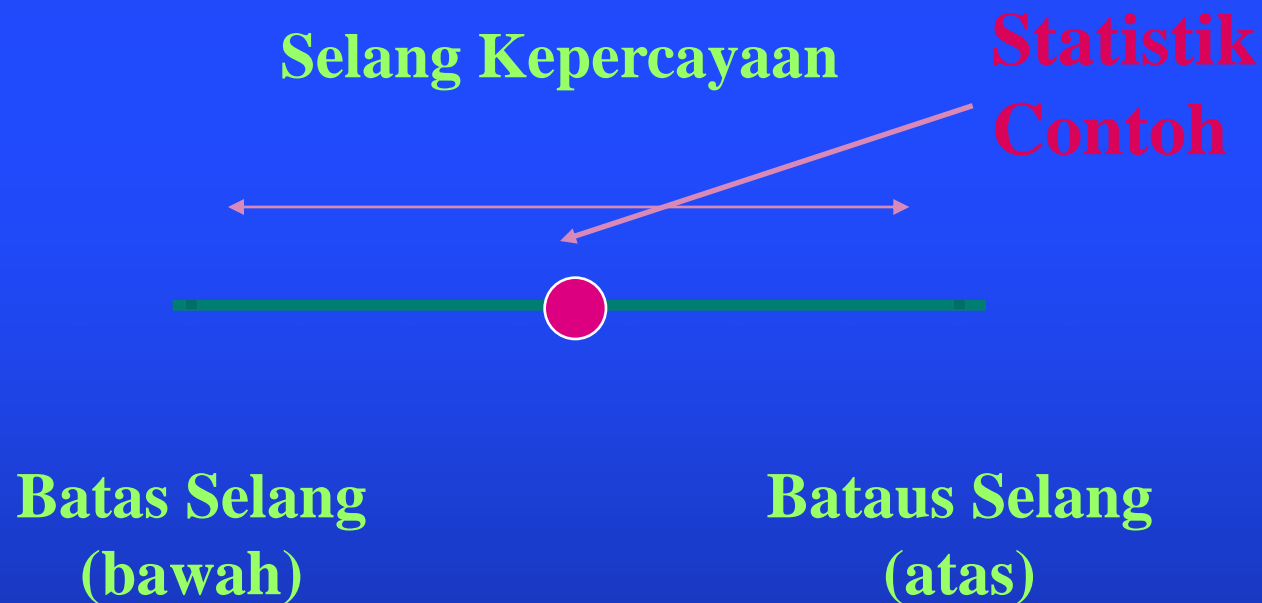 Selang Kepercayaan
Statistik
Contoh
Batas Selang
(bawah)
Bataus Selang
(atas)